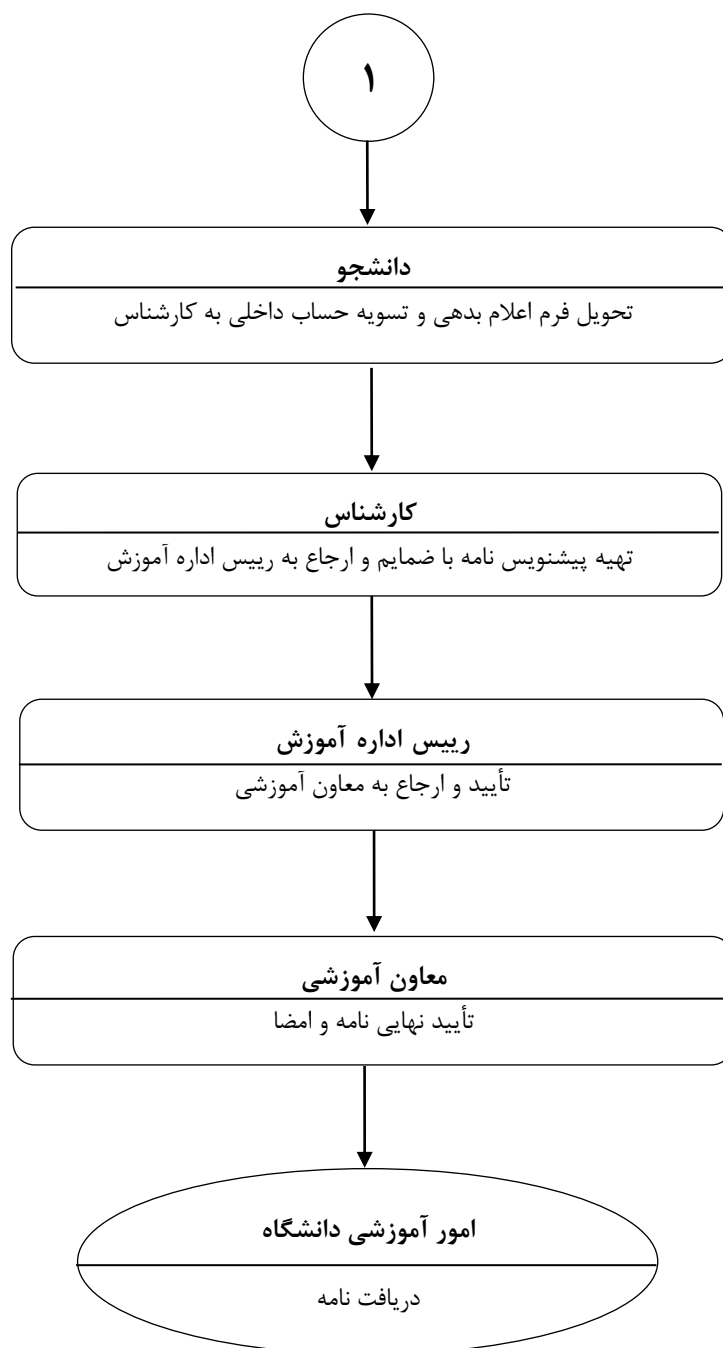 ۱
دانشجو
تحویل فرم اعلام بدهی و تسویه حساب داخلی به کارشناس
کارشناس
تهیه پیشنویس نامه با ضمایم و ارجاع به رییس اداره آموزش
رییس اداره آموزش
تأیید و ارجاع به معاون آموزشی
معاون آموزشی
تأیید نهایی نامه و امضا
امور آموزشی دانشگاه
دریافت نامه